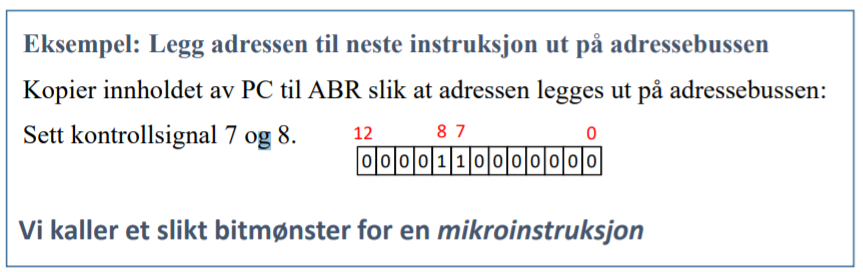 Eksempel: Legg adressen til neste instruksjon ut på adressebussen
Kopier innholdet av PC til ABR slik at adressen legges ut på adressebussen:
Sett kontrollsignal 7 og 8. 12 8 7 0
0 0 0 0 1 1 0 0 0 0 0 0 0
Vi kaller et slikt bitmønster for en mikroinstruksjon